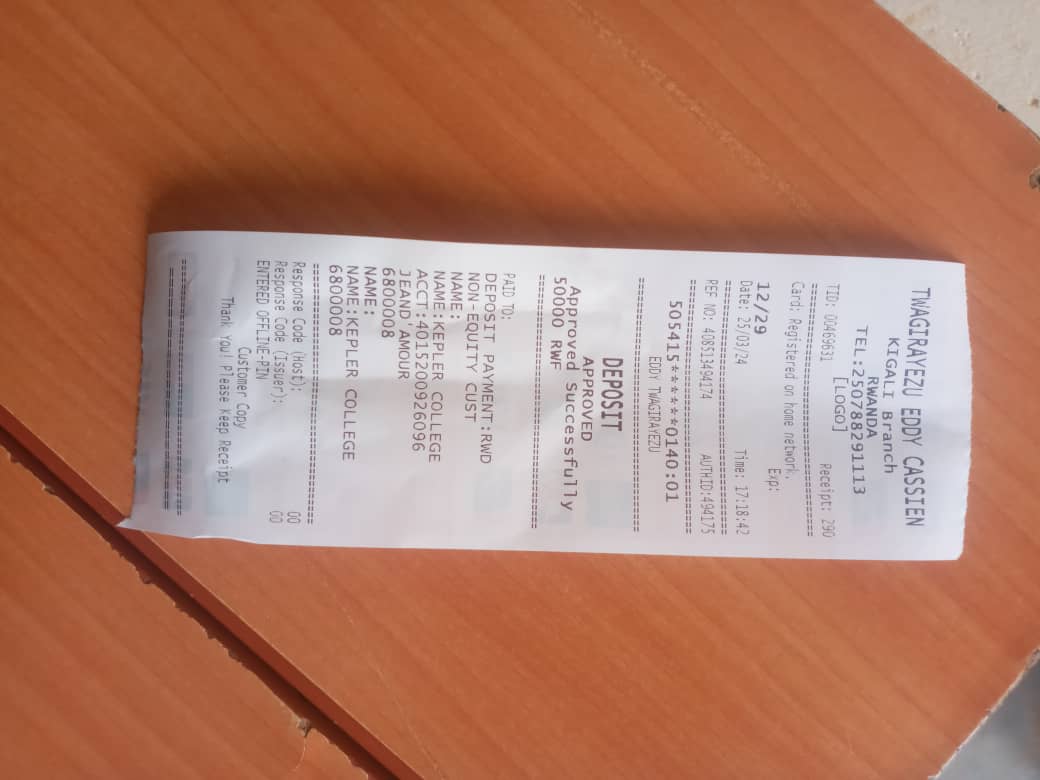 TWAGIRAYEZU EDDY CASSIEN
KIGALI Branch
RWANDA
TEL:250788291113
[LOGO]
TID: 00469631 Receipt: 290
========================================
Card: Registered on home network.
Exp:
12/29
Date: 25/03/24 Time: 17:18:42
========================================
REF NO: 408513494174 AUTHID:494175
========================================
505415******0140:01
EDDY TWAGIRAYEZU
========================================
DEPOSIT
APPROVED
Approved Successfully
50000 RWF
========================================
PAID TO:
DEPOSIT PAYMENT:RWD
NON-EQUITY CUST
NAME:
NAME:KEPLER COLLEGE
ACCT:4015200926096
JEAND'AMOUR
6800008
NAME:
NAME:KEPLER COLLEGE
6800008
========================================
Response Code (Host): 00
Response Code (Issuer): 00
ENTERED OFFLINE-PIN
Customer Copy
Thank You! Please Keep Receipt
========================================
========================================